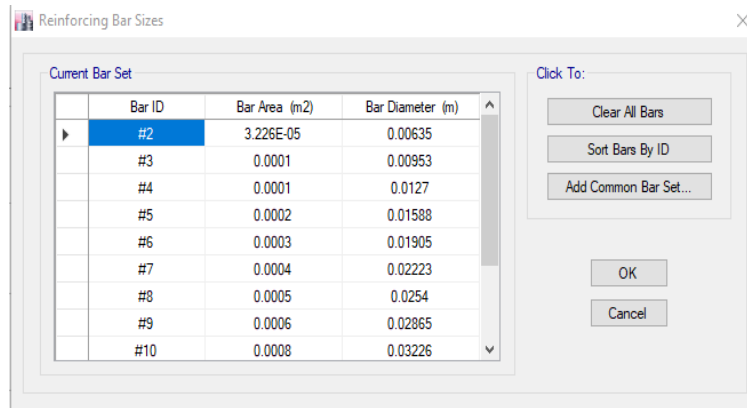 Reinforcing Bar Sizes
Current Bar Set
Bar ID Bar Area (m2) Bar Diameter (m)
#2 3.226E-05 0.00635
#3 0.0001 0.00953
#4 0.0001 0.0127
#5 0.0002 0.01588
#6 0.0003 0.01905
#7 0.0004 0.02223
#8 0.0005 0.0254
#9 0.0006 0.02865
#10 0.0008 0.03226
Click To:
Clear All Bars
Sort Bars By ID
Add Common Bar Set...
OK
Cancel